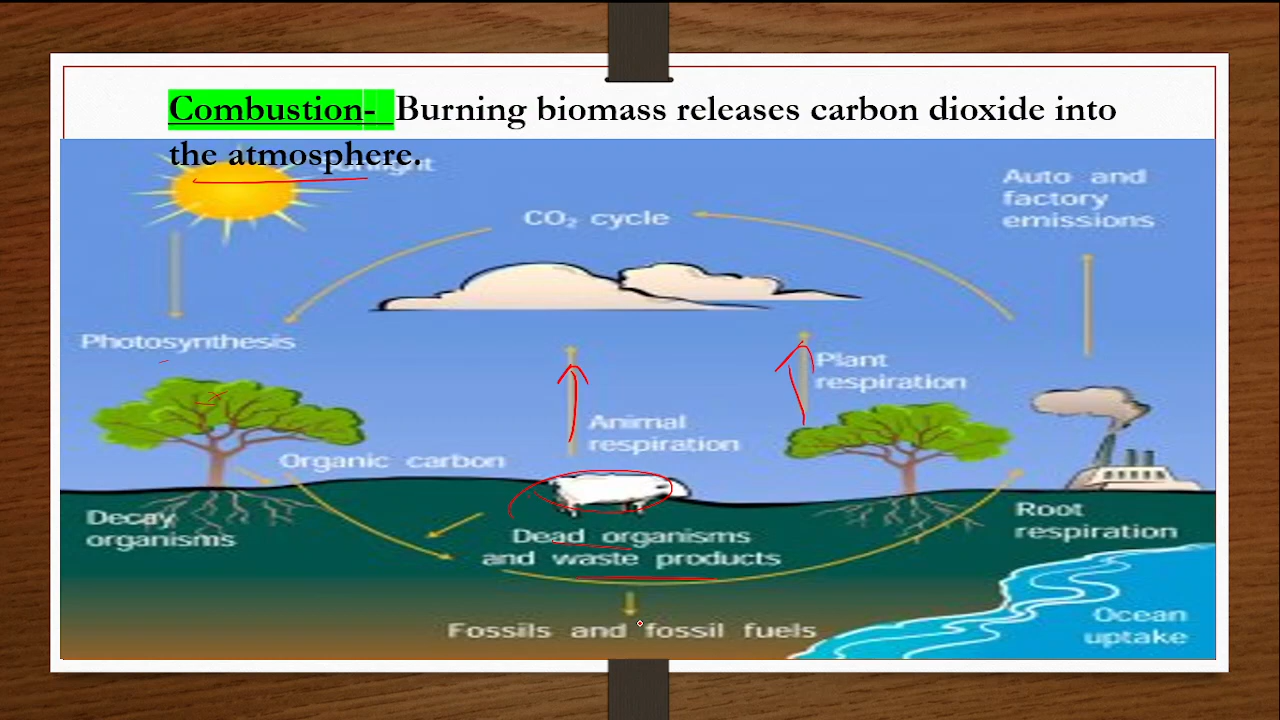 Combustion- Burning biomass releases carbon dioxide into
the atmosphere.
Auto and
factory
emissions
CO₂ cycle
Photosynthesis
Plant
respiration
Animal
respiration
Organic carbon
Decay
organisms
Dead organisms
and waste products
Root
respiration
Fossils and fossil fuels
Ocean
uptake